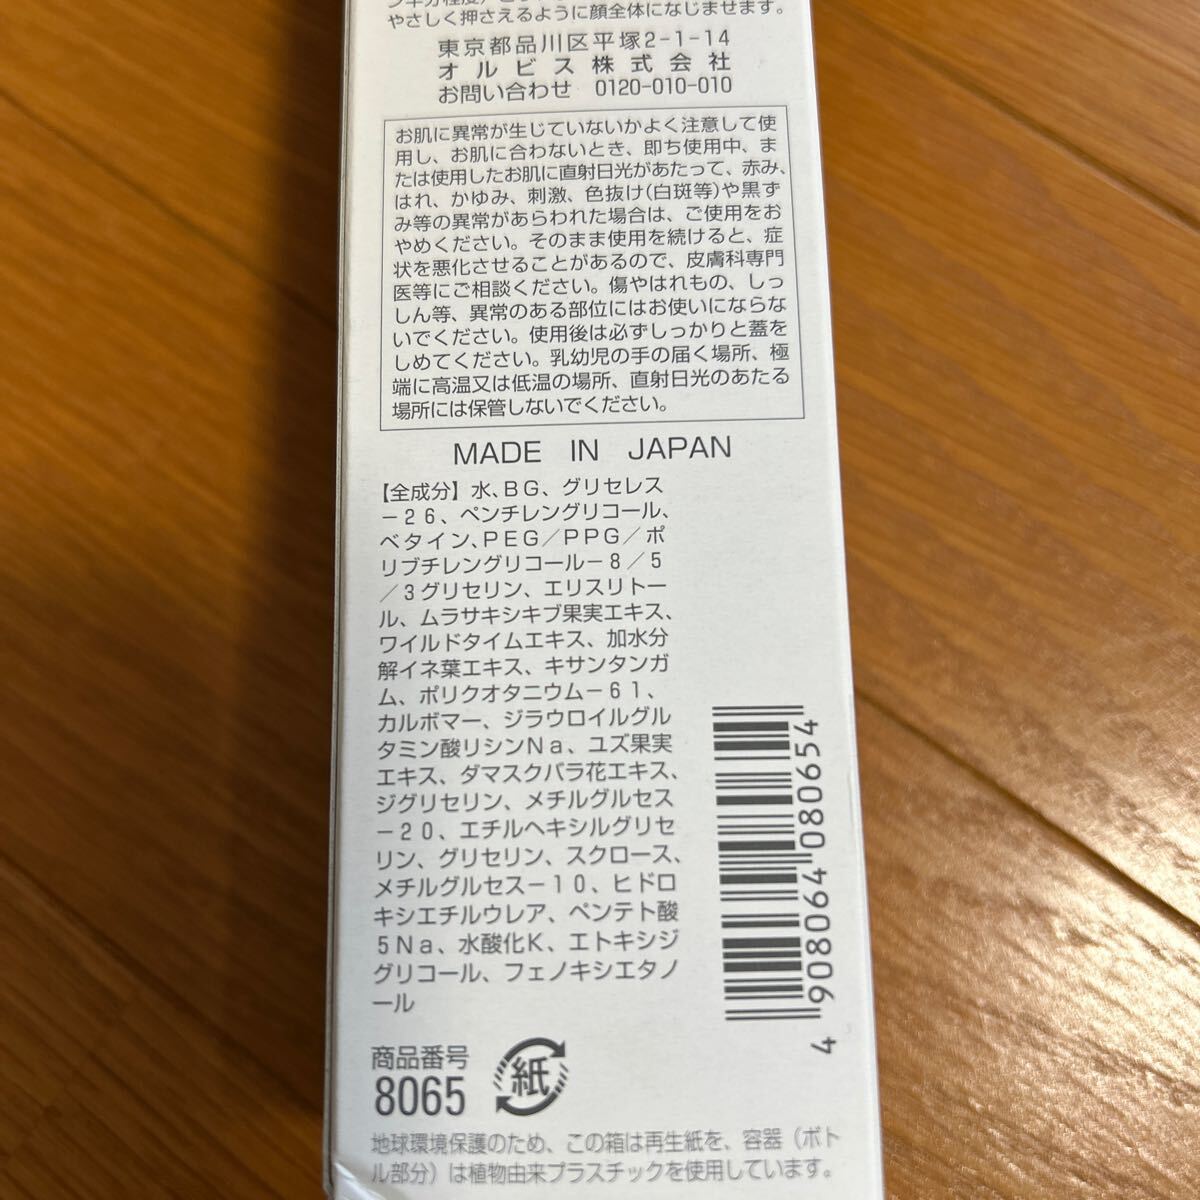 やさしく押さえるように顔全体になじませます。
東京都品川区平塚2-1-14
オルビス株式会社
お問い合わせ 0120-010-010
お肌に異常が生じていないかよく注意して使
用し、お肌に合わないとき、即ち使用中、ま
たは使用したお肌に直射日光があたって、赤み、
はれ、かゆみ、刺激、色抜け(白斑等)や黒ず
み等の異常があらわれた場合は、ご使用をお
やめください。そのまま使用を続けると、症
状を悪化させることがあるので、皮膚科専門
医等にご相談ください。傷やはれもの、しっ
しん等、異常のある部位にはお使いにならな
いでください。使用後は必ずしっかりと蓋を
しめてください。乳幼児の手の届く場所、極
端に高温又は低温の場所、直射日光のあたる
場所には保管しないでください。
MADE IN JAPAN
【全成分】水、BG、グリセレス
－26、ペンチレングリコール、
ベタイン、PEG／PPG／ポ
リブチレングリコール－8／5
／3グリセリン、エリスリトー
ル、ムラサキシキブ果実エキス、
ワイルドタイムエキス、加水分
解イネ葉エキス、キサンタンガ
ム、ポリクオタニウム－61、
カルボマー、ジラウロイルグル
タミン酸リシンNa、ユズ果実
エキス、ダマスクバラ花エキス、
ジグリセリン、メチルグルセス
－20、エチルヘキシルグリセ
リン、グリセリン、スクロース、
メチルグルセス－10、ヒドロ
キシエチルウレア、ペンテト酸
5Na、水酸化K、エトキシジ
グリコール、フェノキシエタノ
ール
4 908064 080654
商品番号
8065
紙
地球環境保護のため、この箱は再生紙を、容器（ボト
ル部分）は植物由来プラスチックを使用しています。